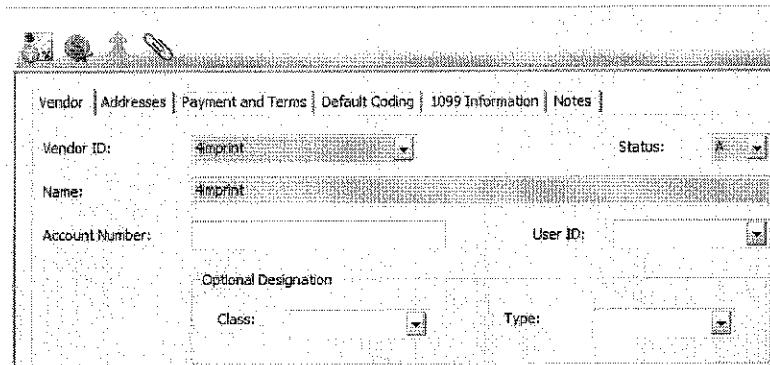 Vendor Addresses Payment and Terms Default Coding 1099 Information Notes
Vendor ID: 4imprint Status: A
Name: 4imprint
Account Number: User ID:
Optional Designation
Class: Type: